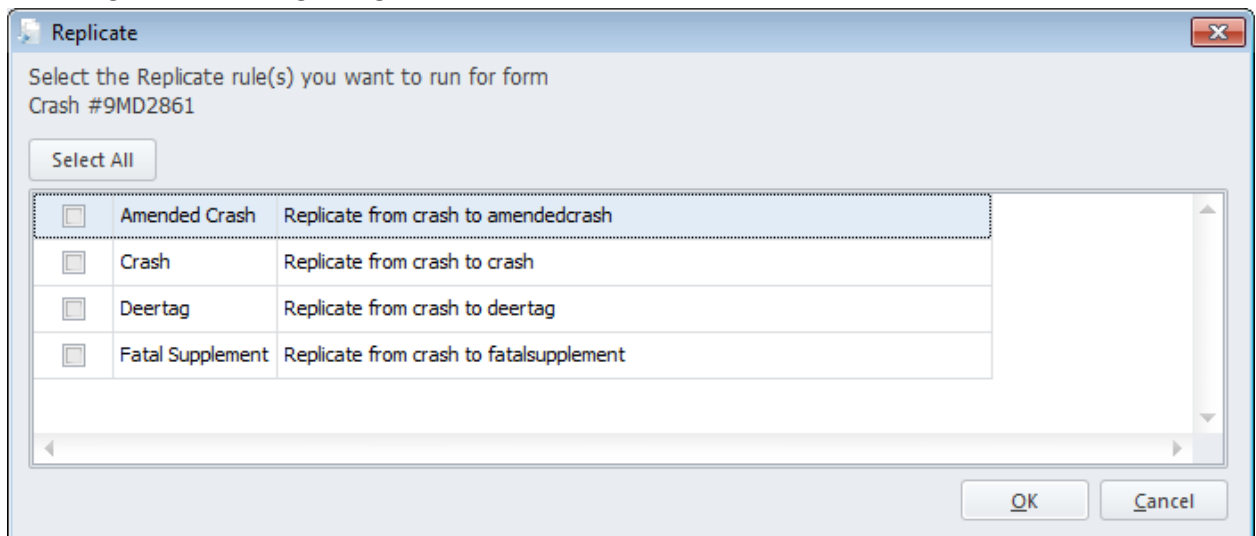 Replicate
Select the Replicate rule(s) you want to run for form
Crash #9MD2861
Select All
Amended Crash Replicate from crash to amendedcrash
Crash Replicate from crash to crash
Deertag Replicate from crash to deertag
Fatal Supplement Replicate from crash to fatalsupplement
OK Cancel